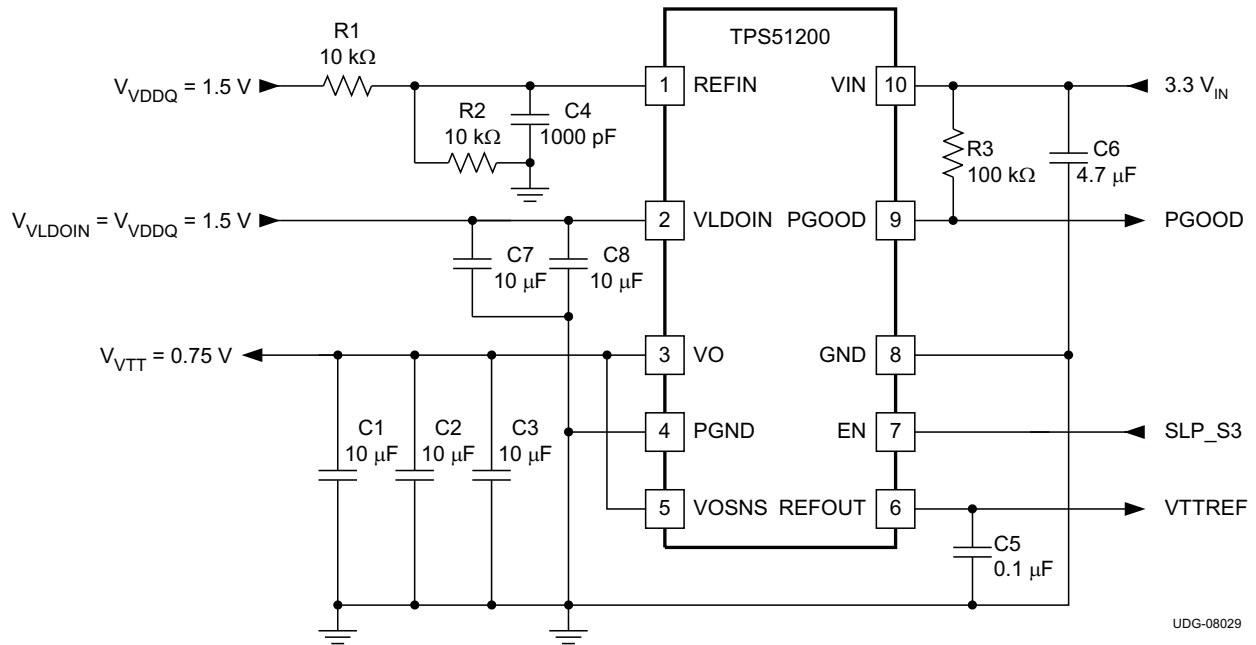 TPS51200
R1
10 kΩ
V_VDDQ = 1.5 V
1 REFIN
VIN 10
3.3 V_IN
R2
10 kΩ
C4
1000 pF
R3
100 kΩ
C6
4.7 μF
V_VLDOIN = V_VDDQ = 1.5 V
2 VLDOIN
PGOOD 9
PGOOD
C7
10 μF
C8
10 μF
V_VTT = 0.75 V
3 VO
GND 8
C1
10 μF
C2
10 μF
C3
10 μF
4 PGND
EN 7
SLP_S3
5 VOSNS
REFOUT 6
VTTREF
C5
0.1 μF
UDG-08029